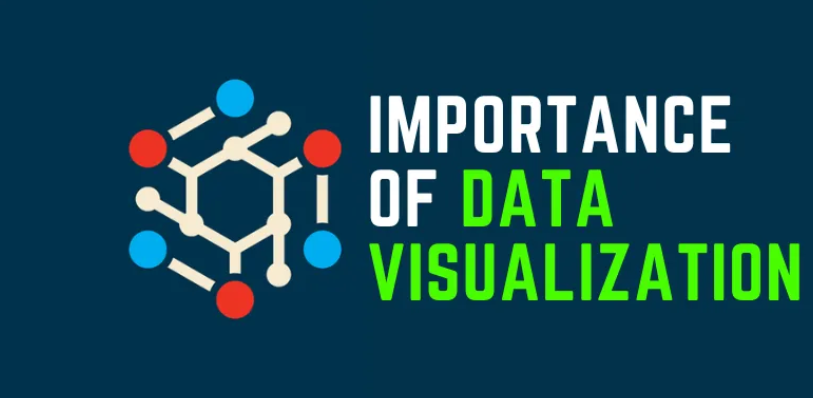 IMPORTANCE
OF DATA
VISUALIZATION